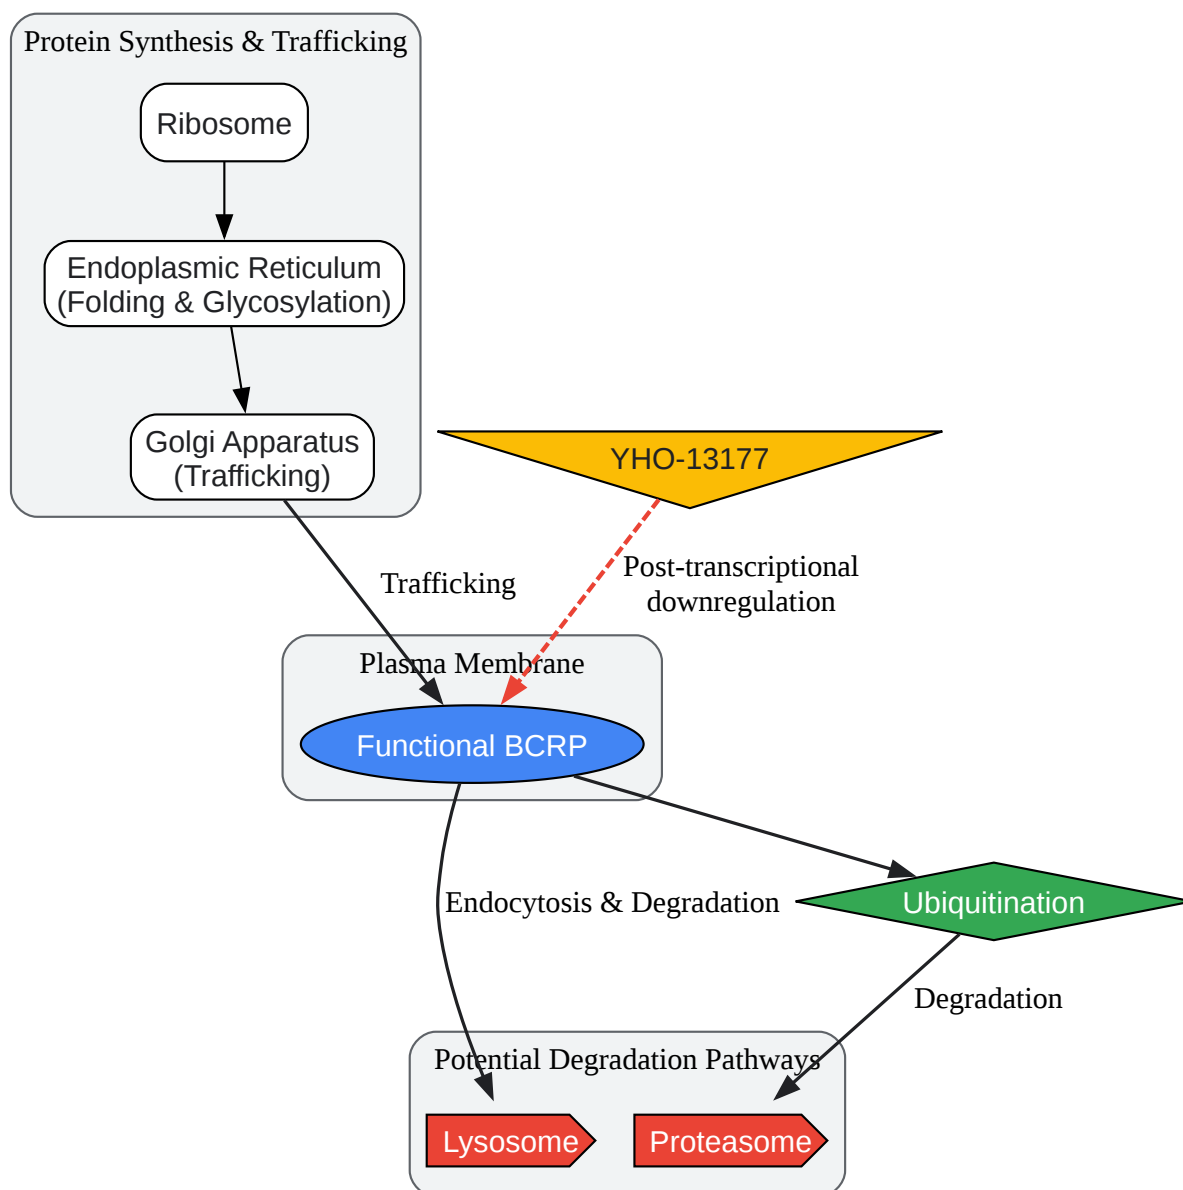 Protein Synthesis & Trafficking
Ribosome
Endoplasmic Reticulum
(Folding & Glycosylation)
Golgi Apparatus
(Trafficking)
YHO-13177
Trafficking
Post-transcriptional
downregulation
Plasma Membrane
Functional BCRP
Endocytosis & Degradation
Ubiquitination
Degradation
Potential Degradation Pathways
Lysosome
Proteasome